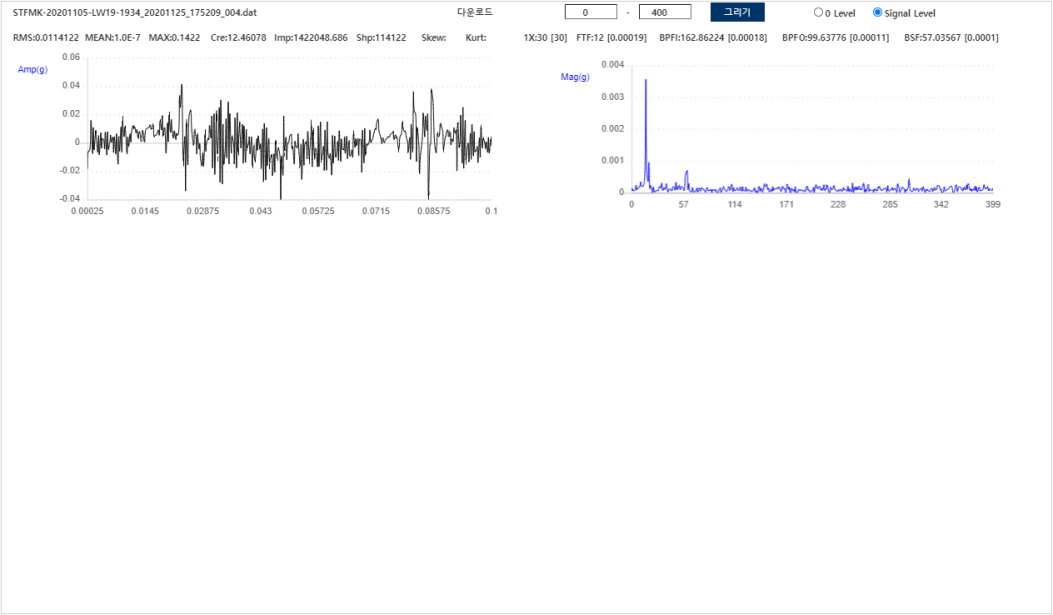 STFMK-20201105-LW19-1934_20201125_175209_004.dat 다운로드 0 - 400 그리기 0 Level Signal Level
RMS:0.0114122 MEAN:1.0E-7 MAX:0.1422 Cre:12.46078 Imp:1422048.686 Shp:114122 Skew: Kurt: 1X:30 [30] FTF:12 [0.00019] BPFI:162.86224 [0.00018] BPFO:99.63776 [0.00011] BSF:57.03567 [0.0001]
Amp(g)
0.06
0.04
0.02
0
-0.02
-0.04
0.00025 0.0145 0.02875 0.043 0.05725 0.0715 0.08575 0.1
Mag(g)
0.004
0.003
0.002
0.001
0
0 57 114 171 228 285 342 399